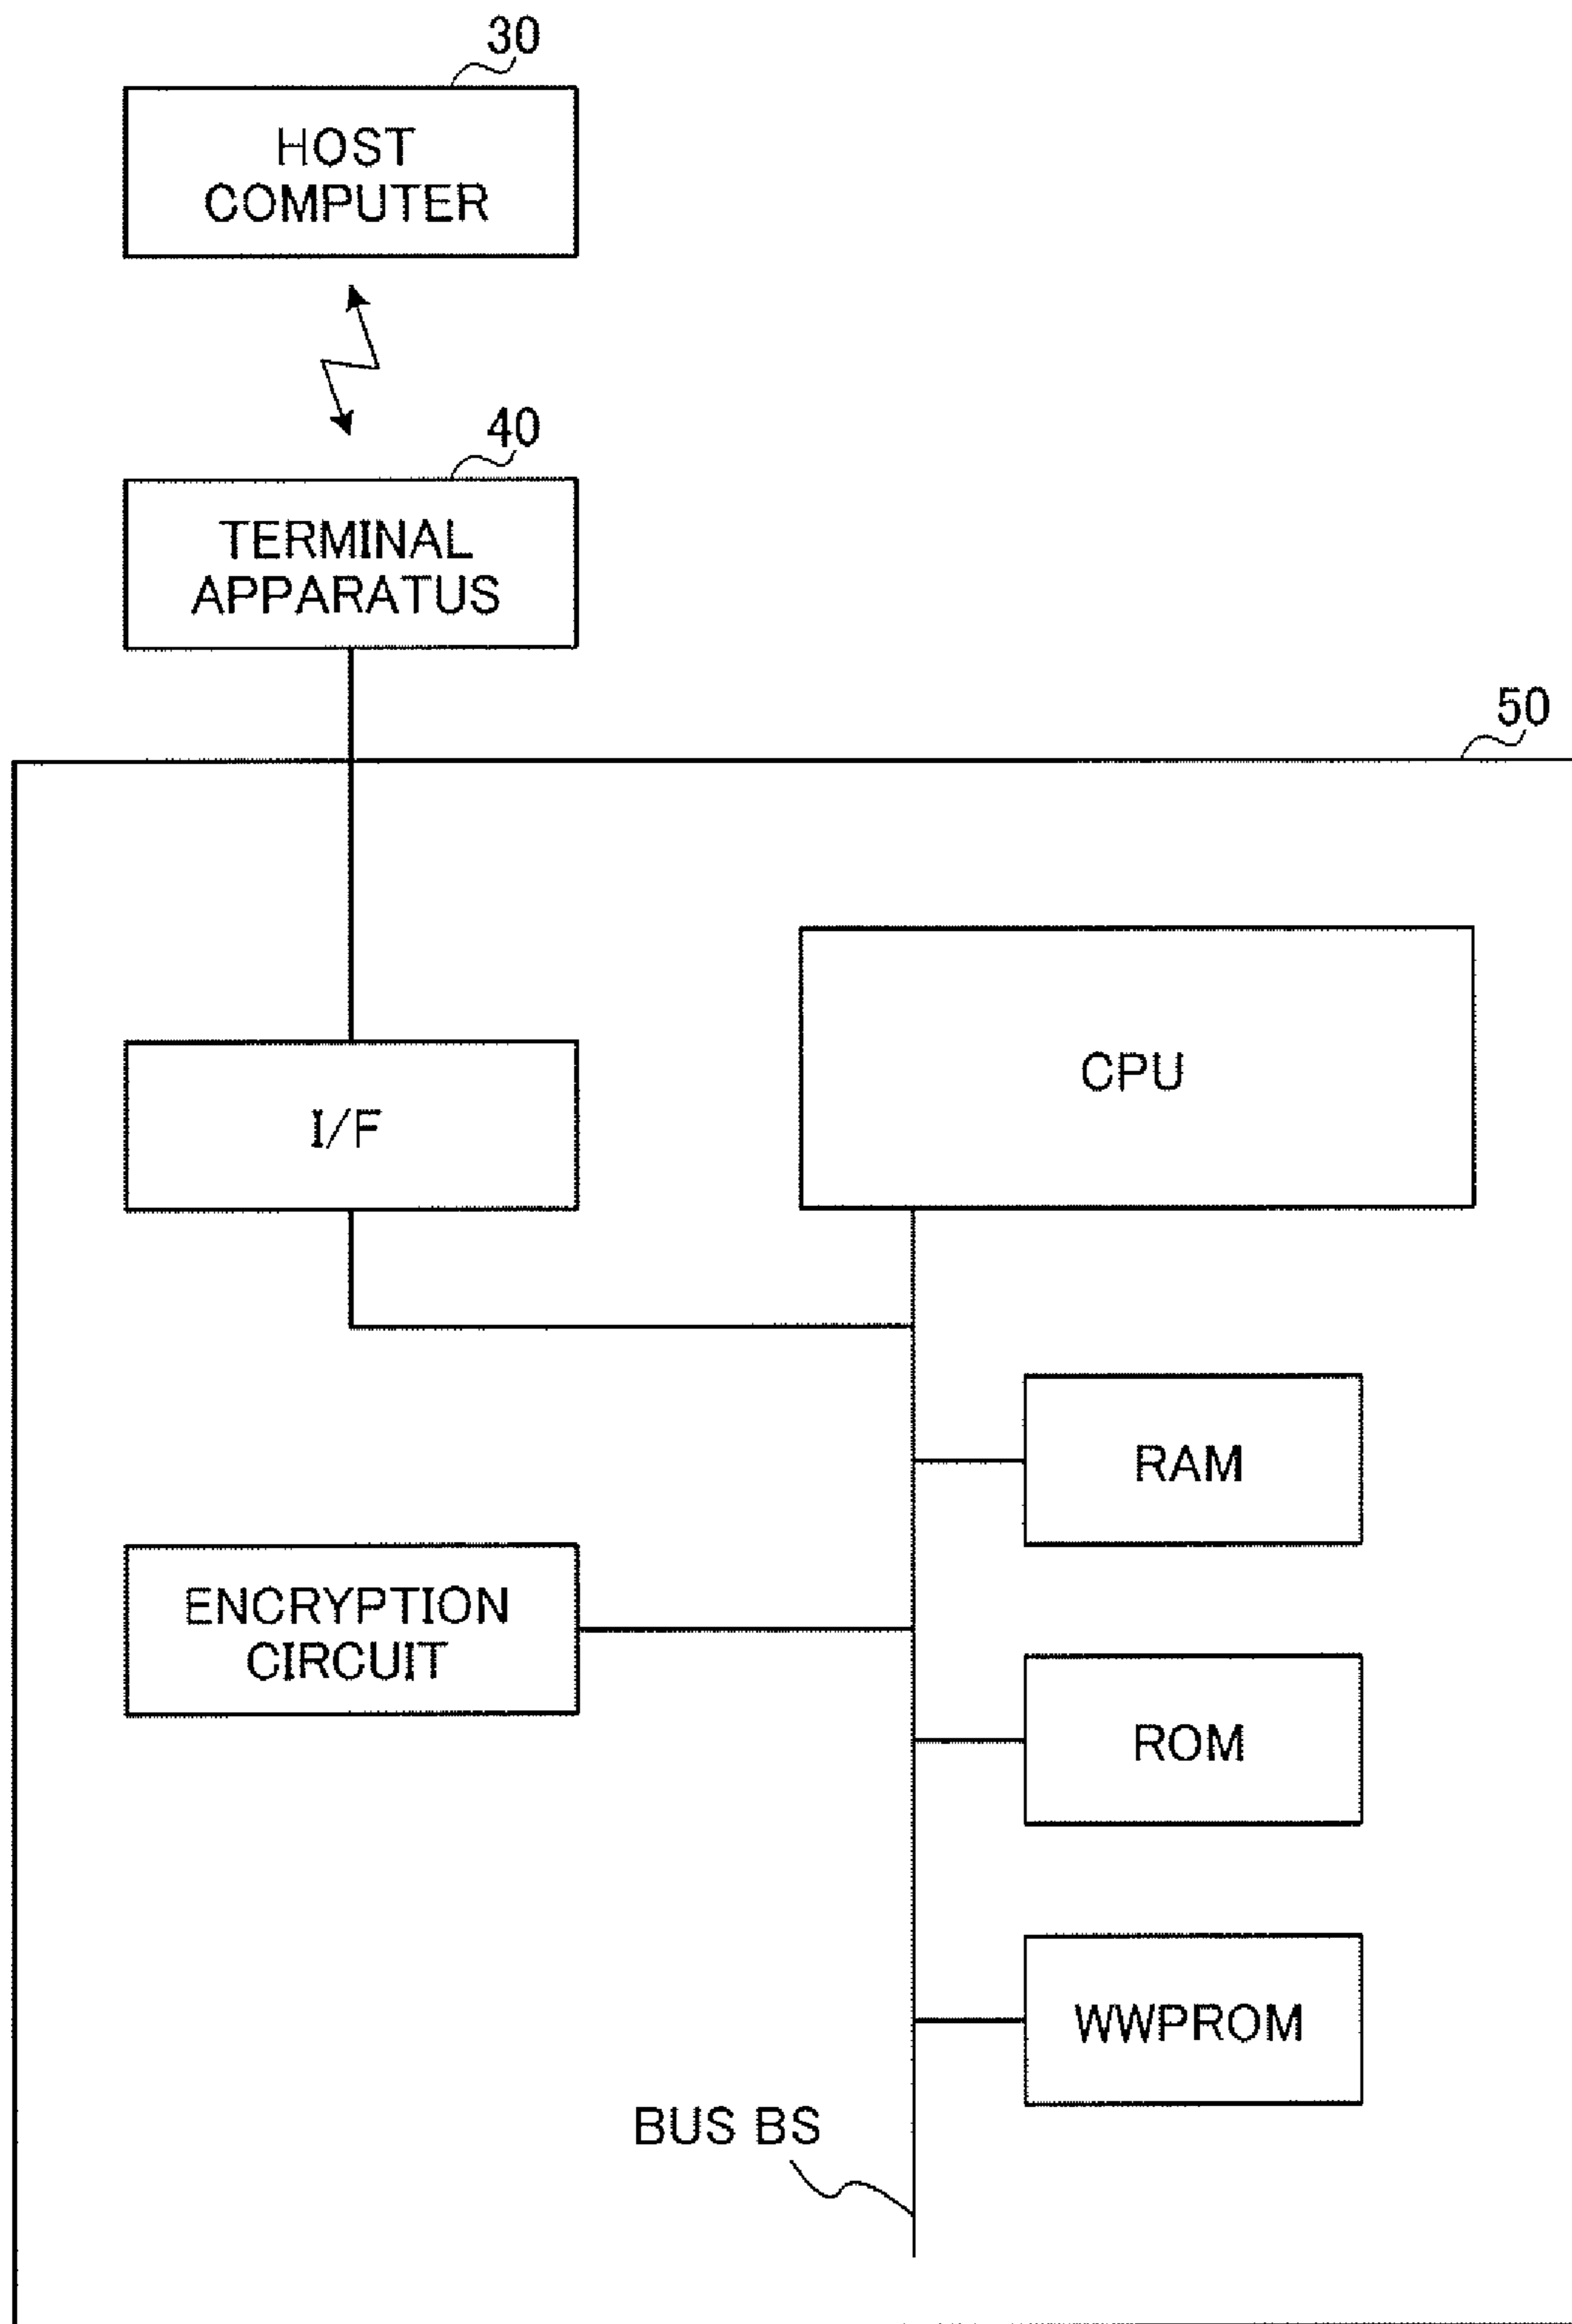 30
HOST
COMPUTER
40
TERMINAL
APPARATUS
50
CPU
I/F
RAM
ENCRYPTION
CIRCUIT
ROM
WWPROM
BUS BS